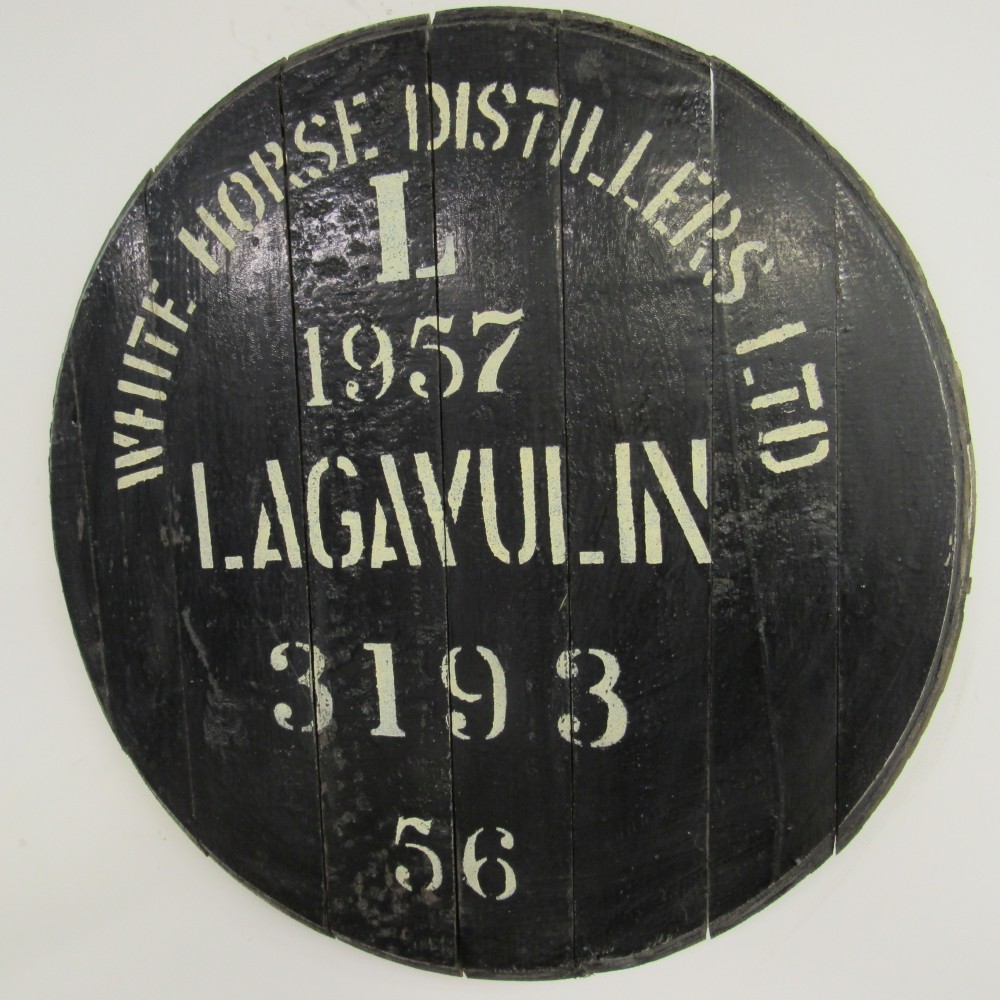 WHITE HORSE DISTILLERS LTD
L
1957
LAGAVULIN
3193
56